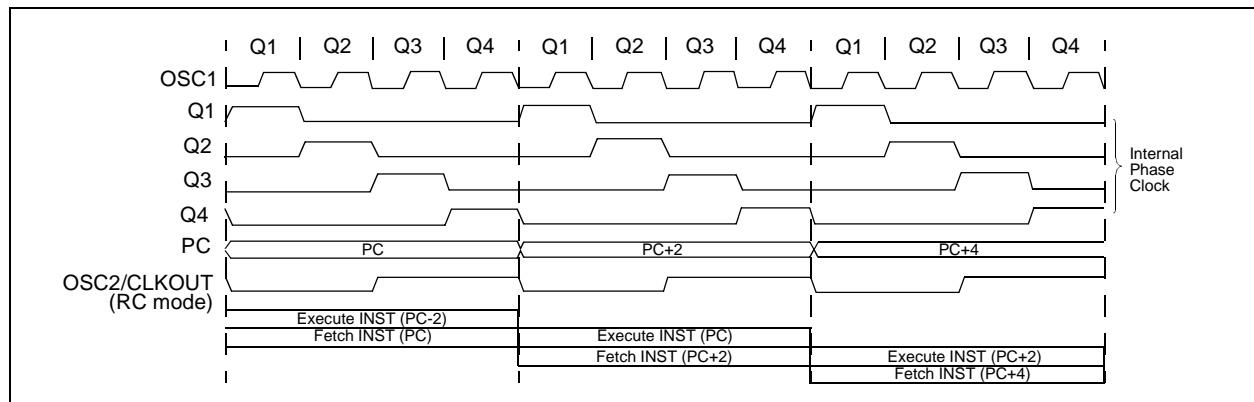 Q1 Q2 Q3 Q4 Q1 Q2 Q3 Q4 Q1 Q2 Q3 Q4
OSC1
Q1
Q2
Q3
Q4
Internal
Phase
Clock
PC PC PC+2 PC+4
OSC2/CLKOUT
(RC mode)
Execute INST (PC-2)
Fetch INST (PC) Execute INST (PC)
Fetch INST (PC+2) Execute INST (PC+2)
Fetch INST (PC+4)